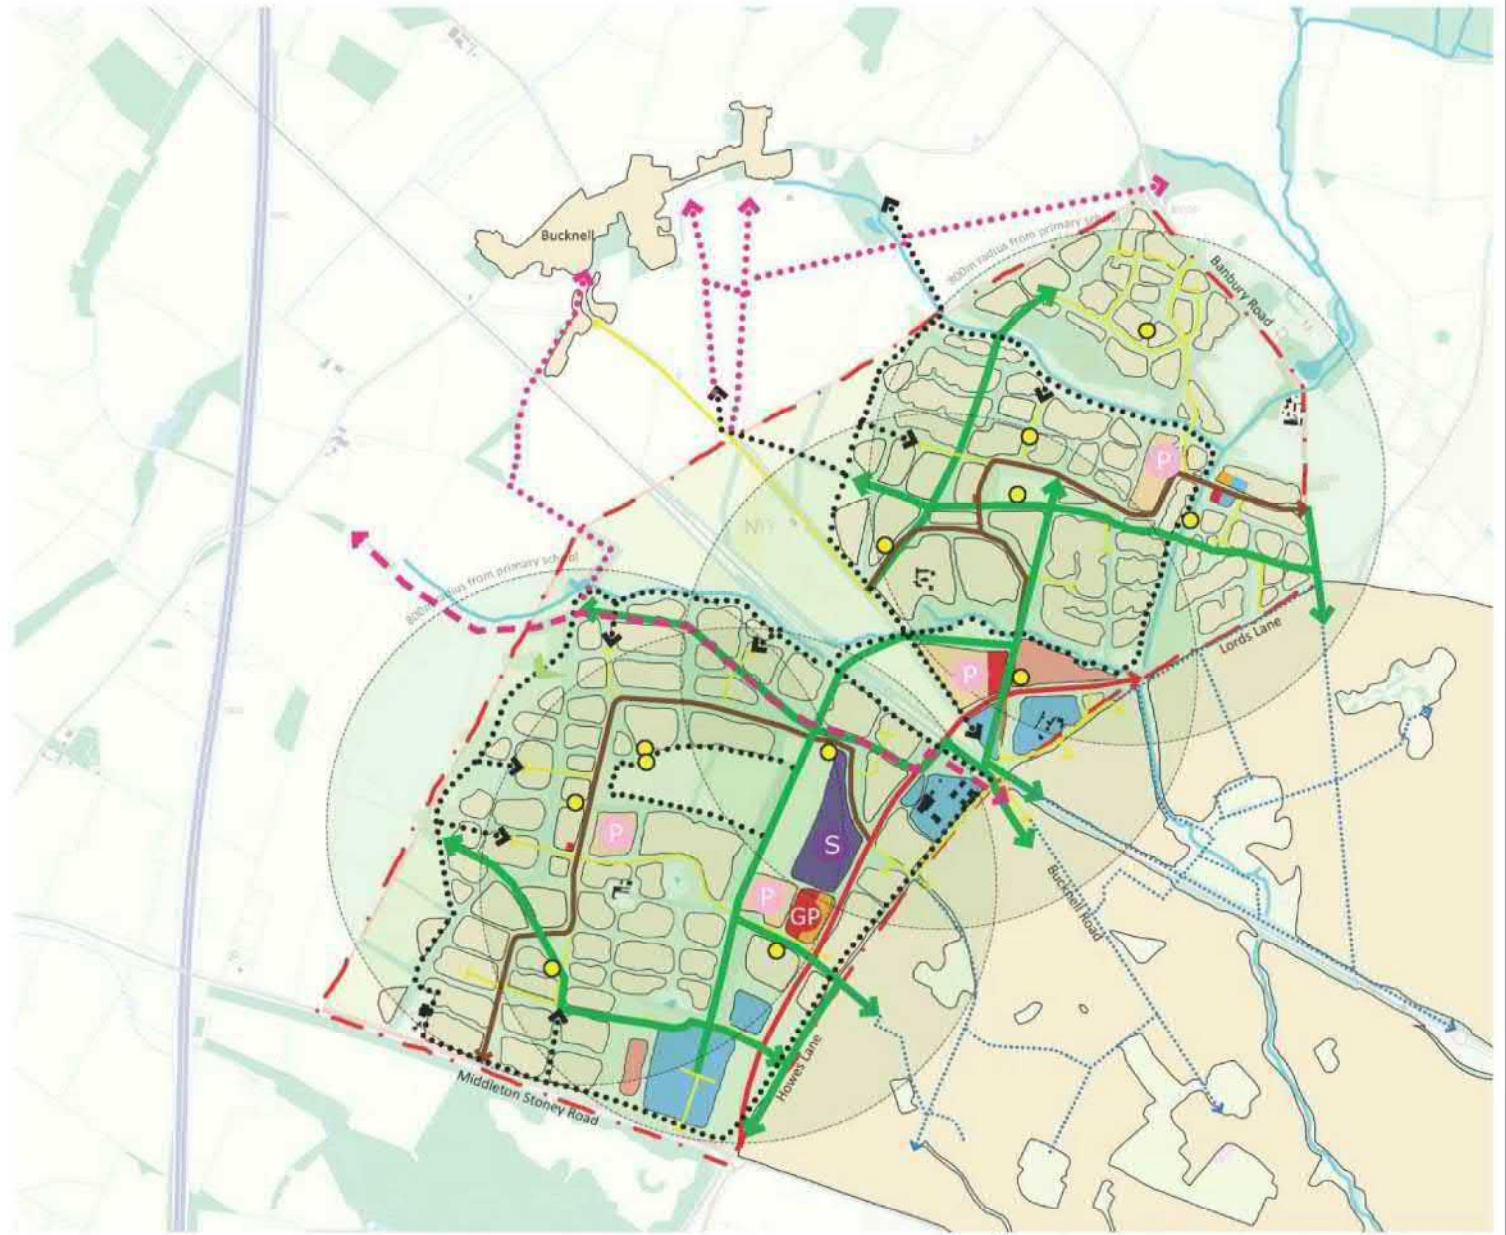 Bucknell
800m radius from primary school
Banbury Road
P
800m radius from primary school
Lords Lane
P
P
S
P
GP
Bucknell Road
Howes Lane
Middleton Stoney Road